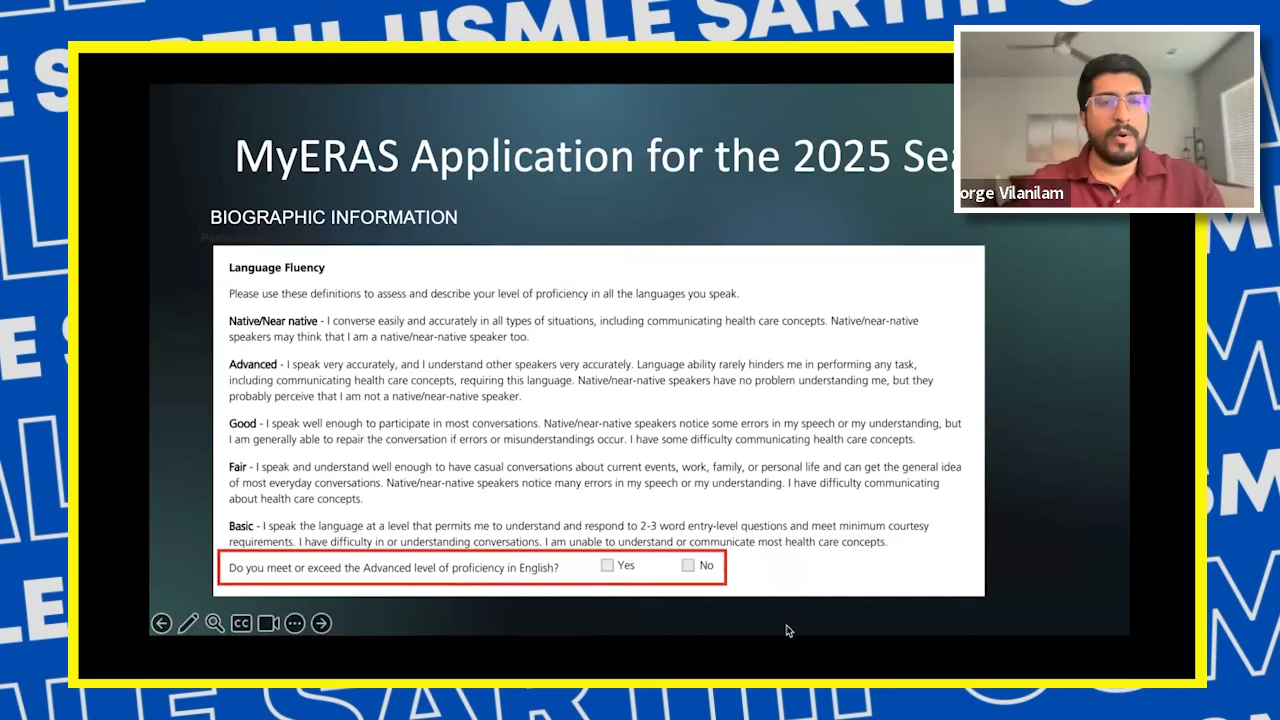 USMLE SARTHI
MyERAS Application for the 2025 Se
orge Vilanilam
BIOGRAPHIC INFORMATION
Language Fluency
Please use these definitions to assess and describe your level of proficiency in all the languages you speak.
Native/Near native - I converse easily and accurately in all types of situations, including communicating health care concepts. Native/near-native
speakers may think that I am a native/near-native speaker too.
Advanced - I speak very accurately, and I understand other speakers very accurately. Language ability rarely hinders me in performing any task,
including communicating health care concepts, requiring this language. Native/near-native speakers have no problem understanding me, but they
probably perceive that I am not a native/near-native speaker.
Good - I speak well enough to participate in most conversations. Native/near-native speakers notice some errors in my speech or my understanding, but
I am generally able to repair the conversation if errors or misunderstandings occur. I have some difficulty communicating health care concepts.
Fair - I speak and understand well enough to have casual conversations about current events, work, family, or personal life and can get the general idea
of most everyday conversations. Native/near-native speakers notice many errors in my speech or my understanding. I have difficulty communicating
about health care concepts.
Basic - I speak the language at a level that permits me to understand and respond to 2-3 word entry-level questions and meet minimum courtesy
requirements. I have difficulty in or understanding conversations. I am unable to understand or communicate most health care concepts.
Do you meet or exceed the Advanced level of proficiency in English? Yes No
CC